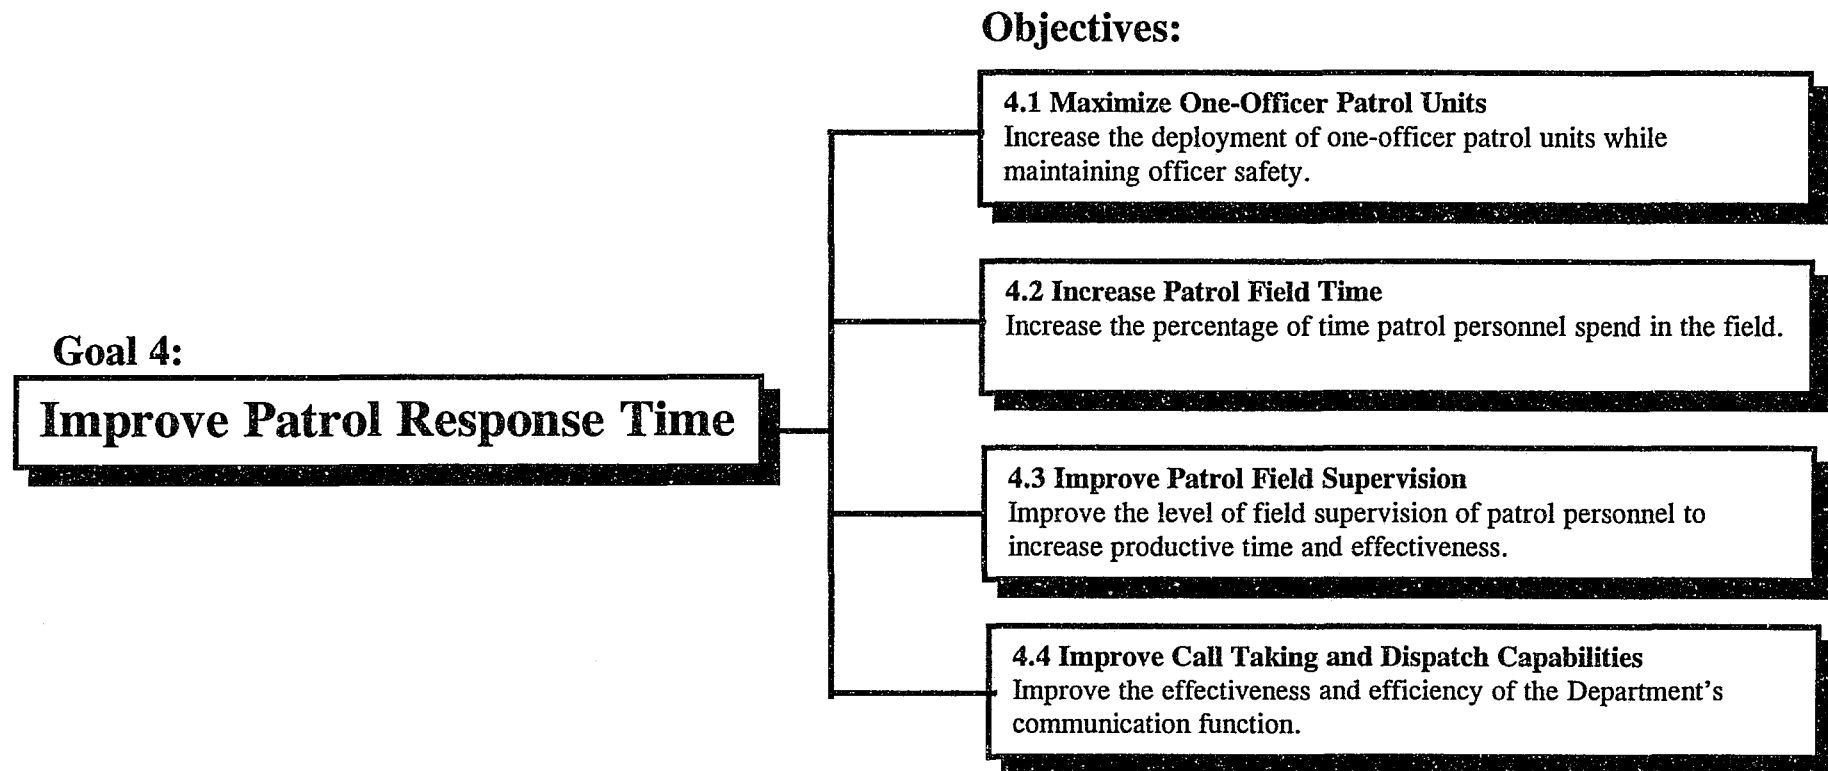 Objectives:
4.1 Maximize One-Officer Patrol Units
Increase the deployment of one-officer patrol units while
maintaining officer safety.
4.2 Increase Patrol Field Time
Increase the percentage of time patrol personnel spend in the field.
Goal 4:
Improve Patrol Response Time
4.3 Improve Patrol Field Supervision
Improve the level of field supervision of patrol personnel to
increase productive time and effectiveness.
4.4 Improve Call Taking and Dispatch Capabilities
Improve the effectiveness and efficiency of the Department's
communication function.